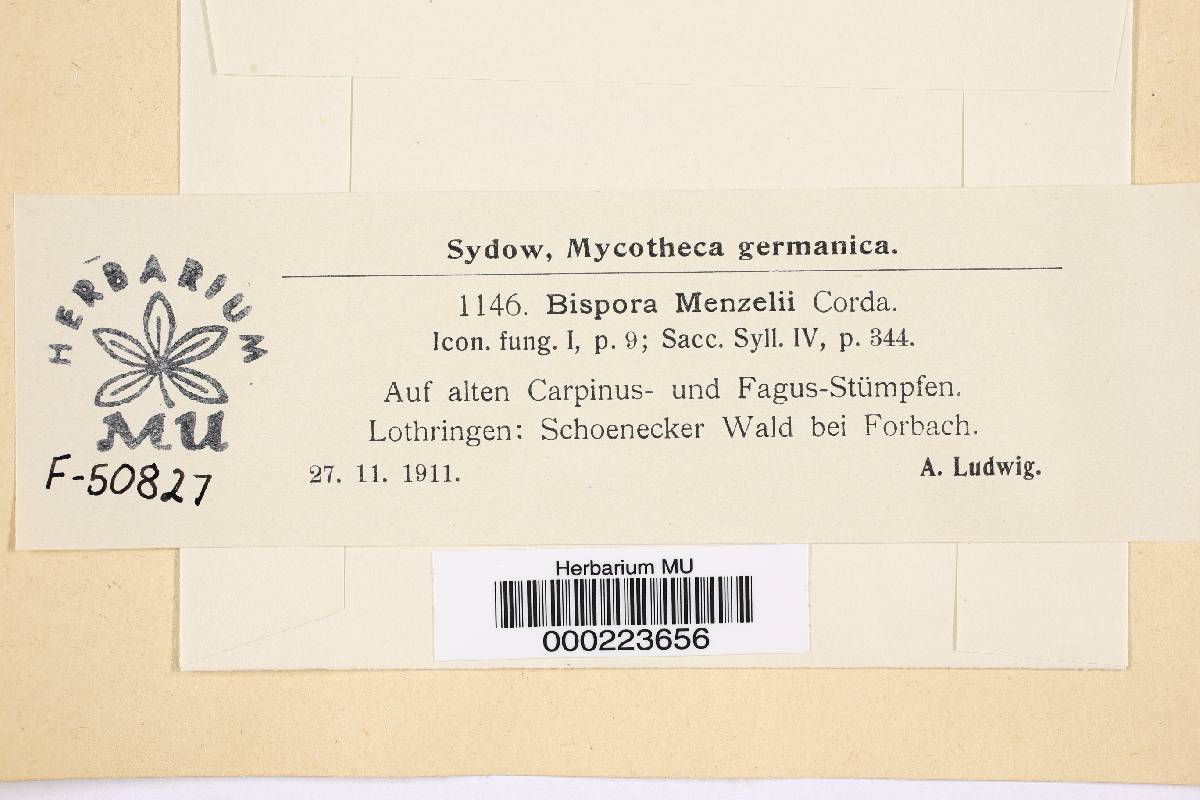 Sydow, Mycotheca germanica.
1146. Bispora Menzelii Corda.
Icon. fung. I, p. 9; Sacc. Syll. IV, p. 344.
Auf alten Carpinus- und Fagus-Stümpfen.
Lothringen: Schoenecker Wald bei Forbach.
27. 11. 1911. A. Ludwig.
HERBARIUM
MU
F-50827
Herbarium MU
000223656